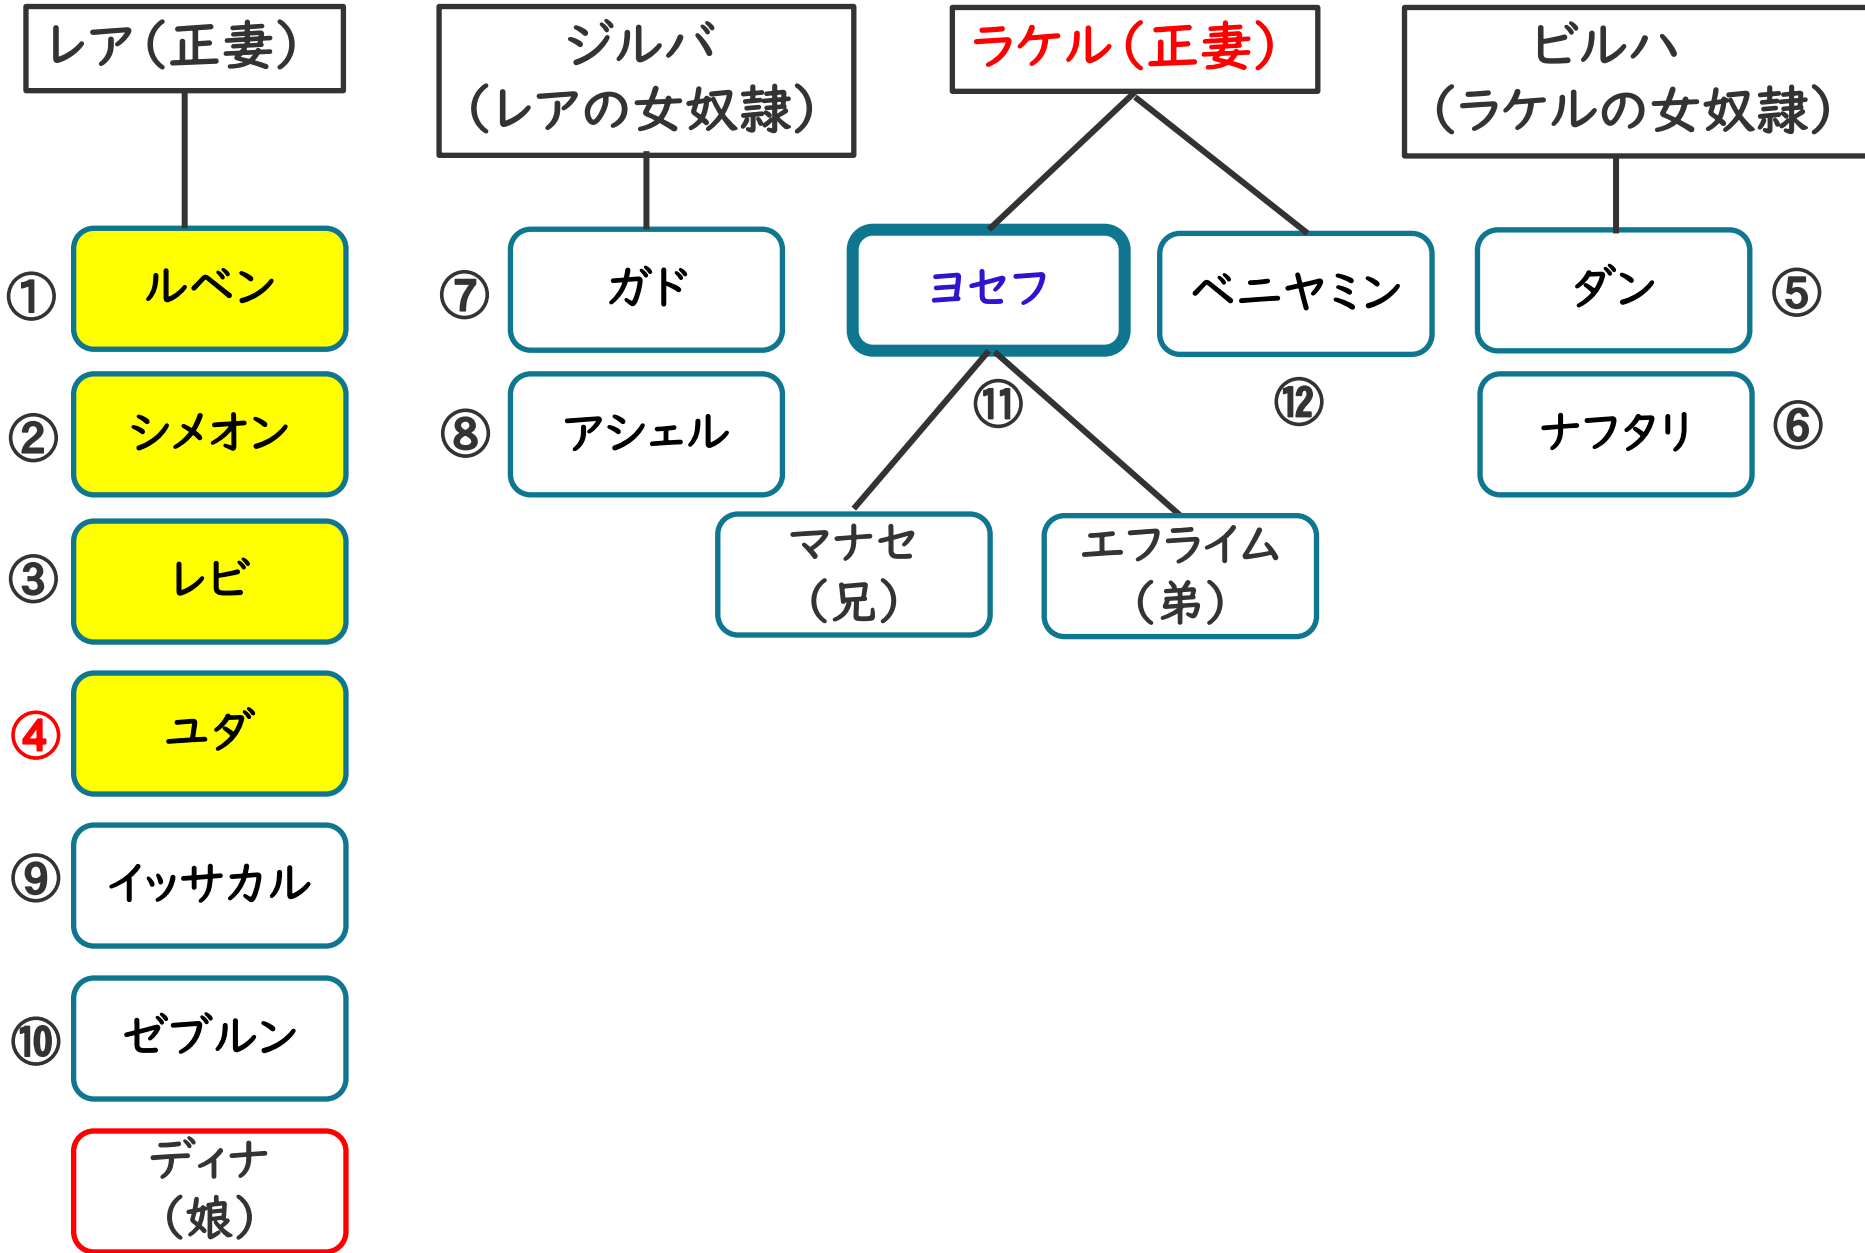 レア(正妻)
ジルバ
(レアの女奴隷)
ラケル(正妻)
ビルハ
(ラケルの女奴隷)
① ルベン
⑦ ガド
ヨセフ
ベニヤミン
ダン ⑤
② シメオン
⑧ アシェル
⑪
⑫
ナフタリ ⑥
③ レビ
マナセ
(兄)
エフライム
(弟)
④ ユダ
⑨ イッサカル
⑩ ゼブルン
ディナ
(娘)